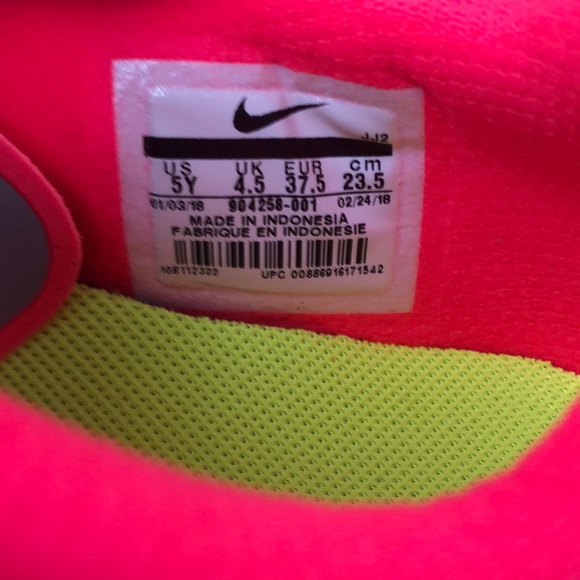 JJ2
US UK EUR cm
5Y 4.5 37.5 23.5
01/03/18 904258-001 02/24/18
MADE IN INDONESIA
FABRIQUE EN INDONESIE
UPC 00886916171542